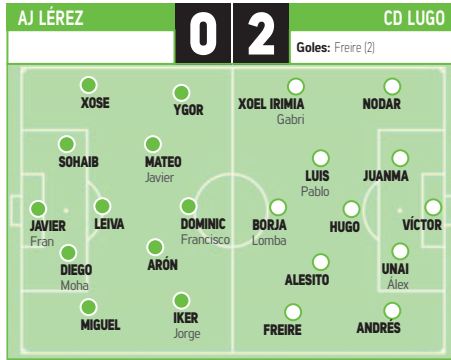 AJ LÉREZ
0 2
CD LUGO
Goles: Freire (2)
XOSE
YGOR
XOEL IRIMIA
Gabri
NODAR
SOHAIB
MATEO
Javier
LUIS
Pablo
JUANMA
JAVIER
Fran
LEIVA
DOMINIC
Francisco
BORJA
Lomba
HUGO
VÍCTOR
DIEGO
Moha
ARÓN
ALESITO
UNAI
Álex
MIGUEL
IKER
Jorge
FREIRE
ANDRÉS